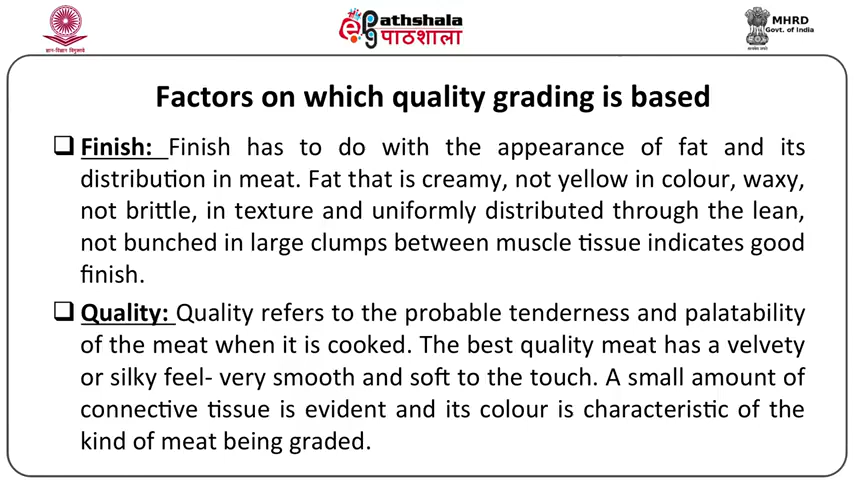 ज्ञान-विज्ञान विमुक्तये
ePathshala
पाठशाला
MHRD
Govt. of India
Factors on which quality grading is based
Finish: Finish has to do with the appearance of fat and its
distribution in meat. Fat that is creamy, not yellow in colour, waxy,
not brittle, in texture and uniformly distributed through the lean,
not bunched in large clumps between muscle tissue indicates good
finish.
Quality: Quality refers to the probable tenderness and palatability
of the meat when it is cooked. The best quality meat has a velvety
or silky feel- very smooth and soft to the touch. A small amount of
connective tissue is evident and its colour is characteristic of the
kind of meat being graded.